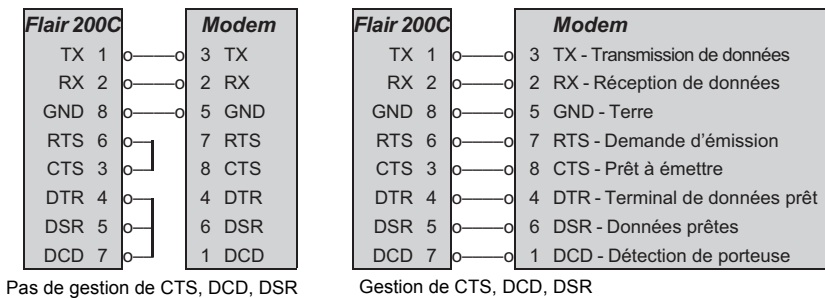 Flair 200C Modem
TX 1 3 TX
RX 2 2 RX
GND 8 5 GND
RTS 6 7 RTS
CTS 3 8 CTS
DTR 4 4 DTR
DSR 5 6 DSR
DCD 7 1 DCD
Pas de gestion de CTS, DCD, DSR
Flair 200C Modem
TX 1 3 TX - Transmission de données
RX 2 2 RX - Réception de données
GND 8 5 GND - Terre
RTS 6 7 RTS - Demande d'émission
CTS 3 8 CTS - Prêt à émettre
DTR 4 4 DTR - Terminal de données prêt
DSR 5 6 DSR - Données prêtes
DCD 7 1 DCD - Détection de porteuse
Gestion de CTS, DCD, DSR